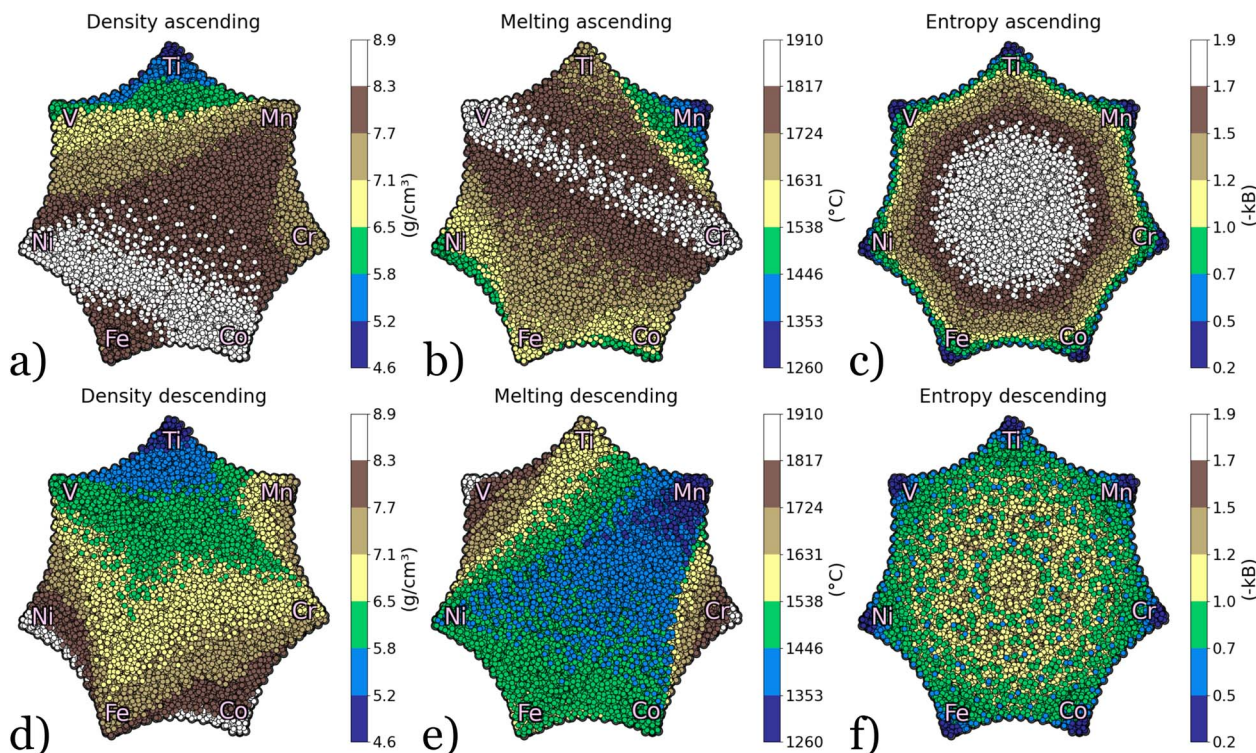 Density ascending
Melting ascending
Entropy ascending
Ti
V
Mn
Ni
Cr
Fe
Co
8.9
8.3
7.7
7.1
6.5
5.8
5.2
4.6
(g/cm³)
a)
Ti
V
Mn
Ni
Cr
Fe
Co
1910
1817
1724
1631
1538
1446
1353
1260
(°C)
b)
Ti
V
Mn
Ni
Cr
Fe
Co
1.9
1.7
1.5
1.2
1.0
0.7
0.5
0.2
(-kB)
c)
Density descending
Melting descending
Entropy descending
Ti
V
Mn
Ni
Cr
Fe
Co
8.9
8.3
7.7
7.1
6.5
5.8
5.2
4.6
(g/cm³)
d)
Ti
V
Mn
Ni
Cr
Fe
Co
1910
1817
1724
1631
1538
1446
1353
1260
(°C)
e)
Ti
V
Mn
Ni
Cr
Fe
Co
1.9
1.7
1.5
1.2
1.0
0.7
0.5
0.2
(-kB)
f)